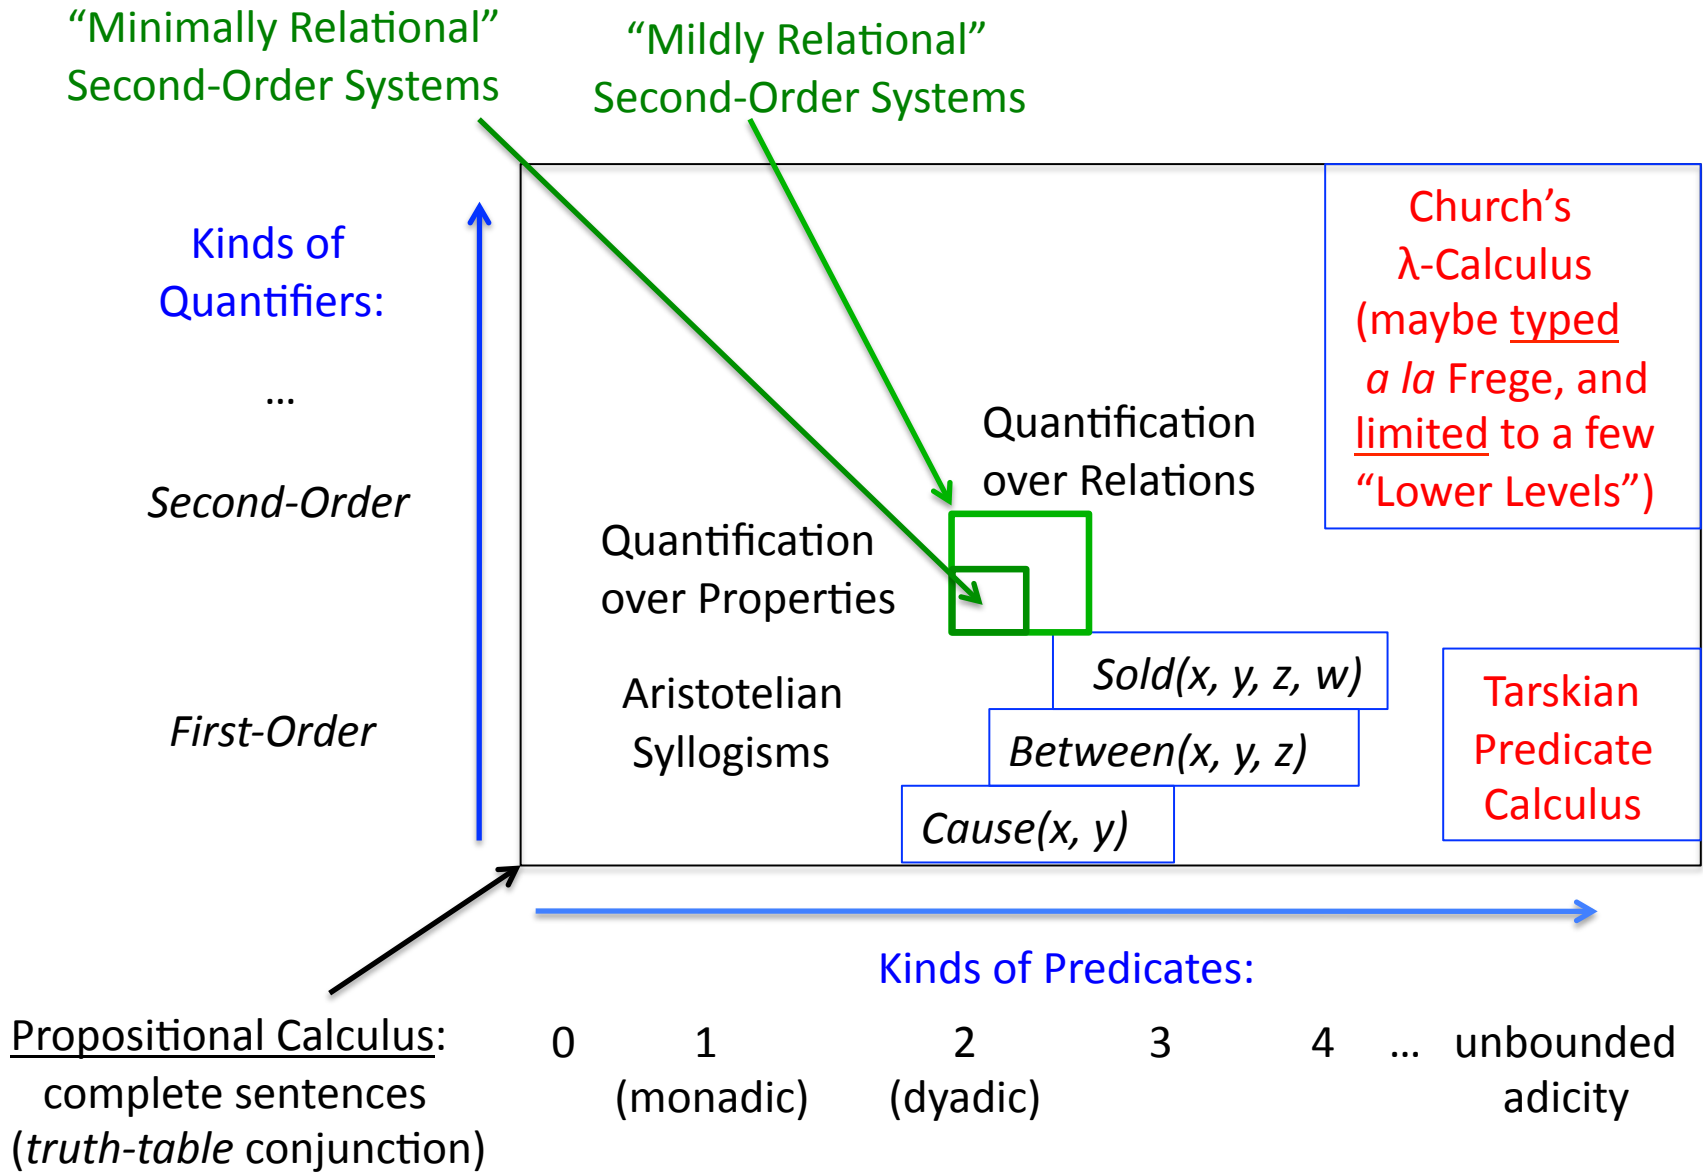 “Minimally Relational”
Second-Order Systems
“Mildly Relational”
Second-Order Systems
Kinds of
Quantifiers:
...
Second-Order
First-Order
Church’s
λ-Calculus
(maybe typed
a la Frege, and
limited to a few
“Lower Levels”)
Quantification
over Relations
Quantification
over Properties
Aristotelian
Syllogisms
Sold(x, y, z, w)
Between(x, y, z)
Cause(x, y)
Tarskian
Predicate
Calculus
Kinds of Predicates:
Propositional Calculus:
complete sentences
(truth-table conjunction)
0 1 2 3 4 ... unbounded
(monadic) (dyadic) adicity